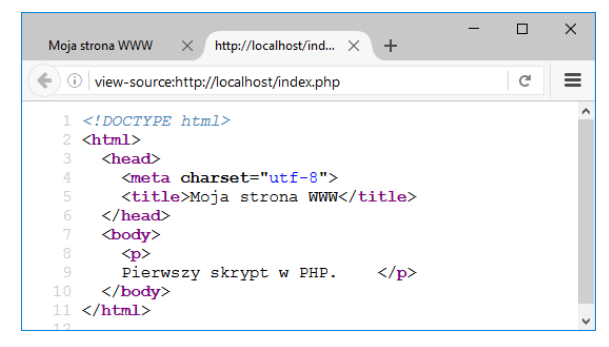 Moja strona WWW × http://localhost/ind... × +
view-source:http://localhost/index.php
1 <!DOCTYPE html>
2 <html>
3   <head>
4     <meta charset="utf-8">
5     <title>Moja strona WWW</title>
6   </head>
7   <body>
8     <p>
9     Pierwszy skrypt w PHP.    </p>
10   </body>
11 </html>
12